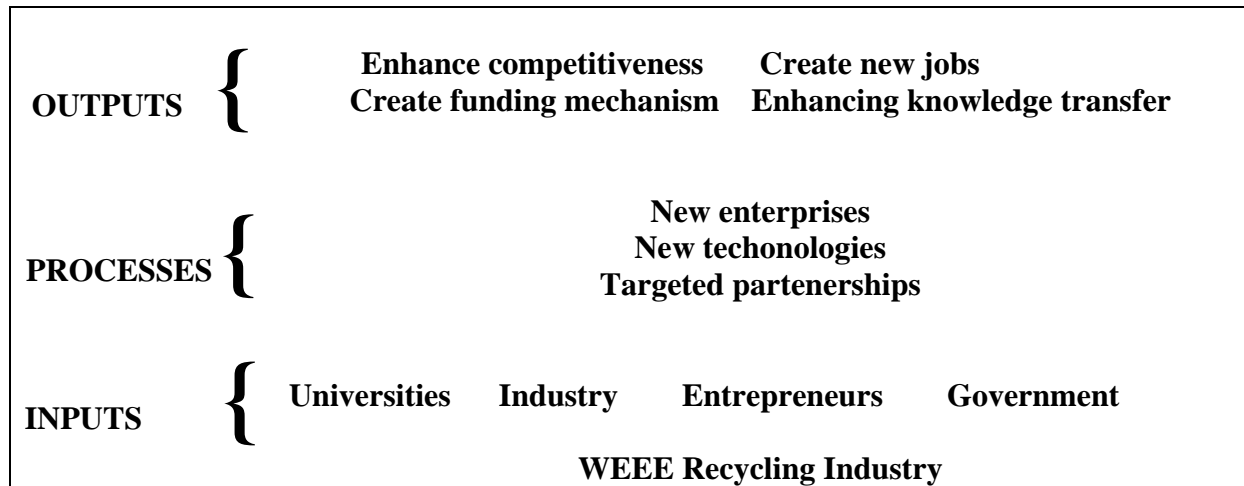 OUTPUTS { Enhance competitiveness Create new jobs
Create funding mechanism Enhancing knowledge transfer
PROCESSES { New enterprises
New techonologies
Targeted partenerships
INPUTS { Universities Industry Entrepreneurs Government
WEEE Recycling Industry